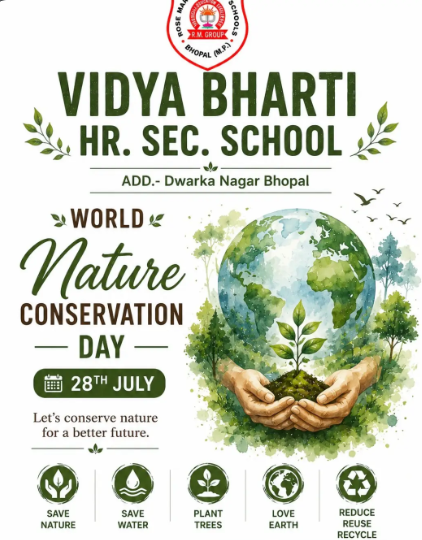 ROSE MAR
SCHOOLS
R.M. GROUP
BHOPAL (M.P.)
VIDYA BHARTI
HR. SEC. SCHOOL
ADD.- Dwarka Nagar Bhopal
WORLD
Nature
CONSERVATION
DAY
28TH JULY
Let's conserve nature
for a better future.
SAVE
NATURE
SAVE
WATER
PLANT
TREES
LOVE
EARTH
REDUCE
REUSE
RECYCLE